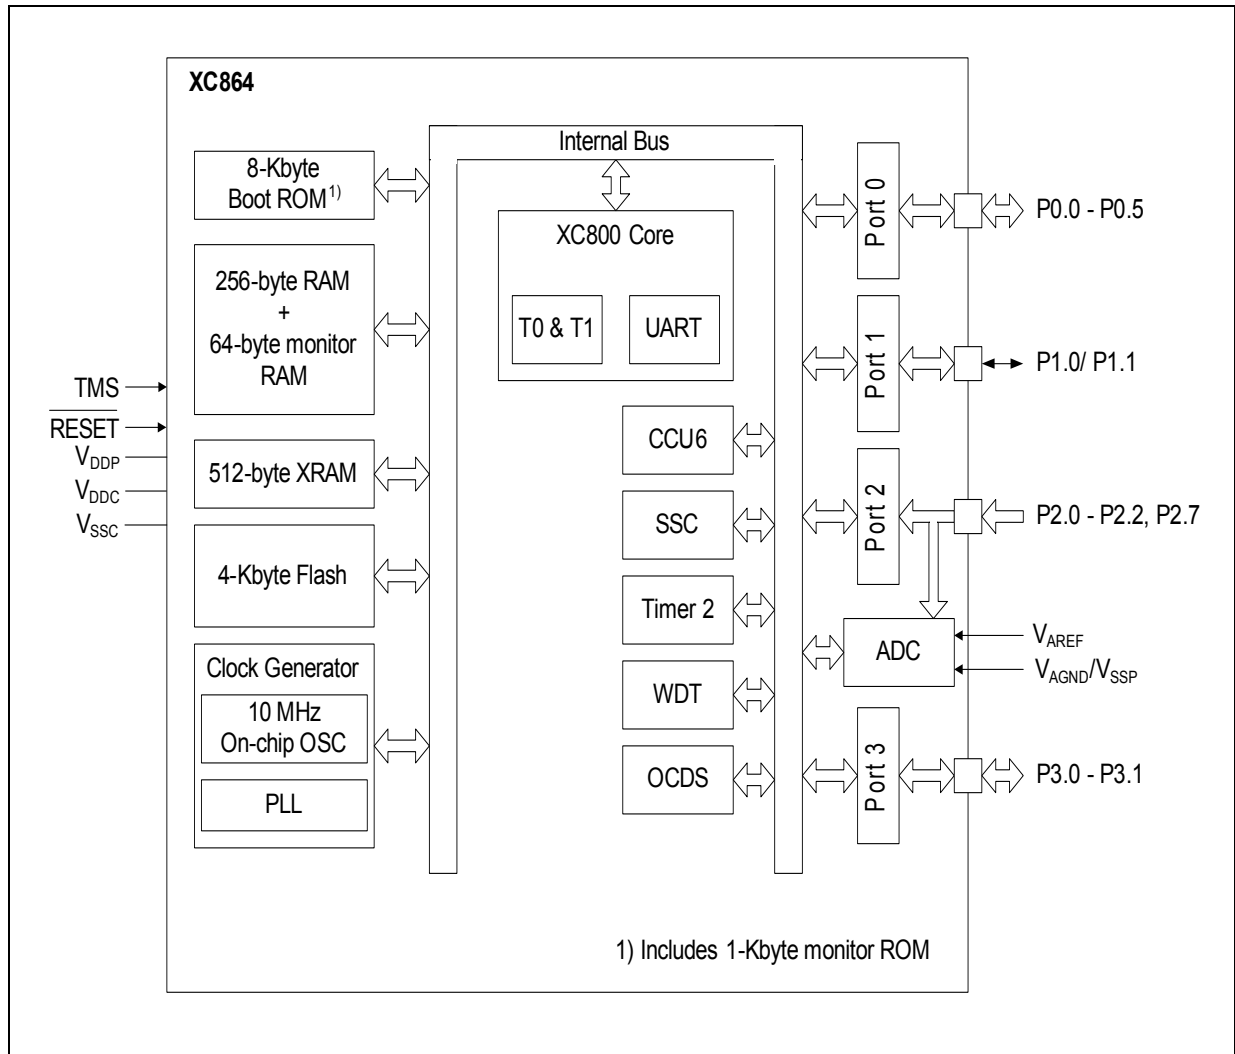 XC864
Internal Bus
8-Kbyte
Boot ROM1)
XC800 Core
T0 & T1
UART
256-byte RAM
+
64-byte monitor
RAM
TMS
RESET
VDDP
VDDC
VSSC
512-byte XRAM
4-Kbyte Flash
Clock Generator
10 MHz
On-chip OSC
PLL
CCU6
SSC
Timer 2
WDT
OCDS
Port 0
P0.0 - P0.5
Port 1
P1.0/ P1.1
Port 2
P2.0 - P2.2, P2.7
ADC
VAREF
VAGND/VSSP
Port 3
P3.0 - P3.1
1) Includes 1-Kbyte monitor ROM